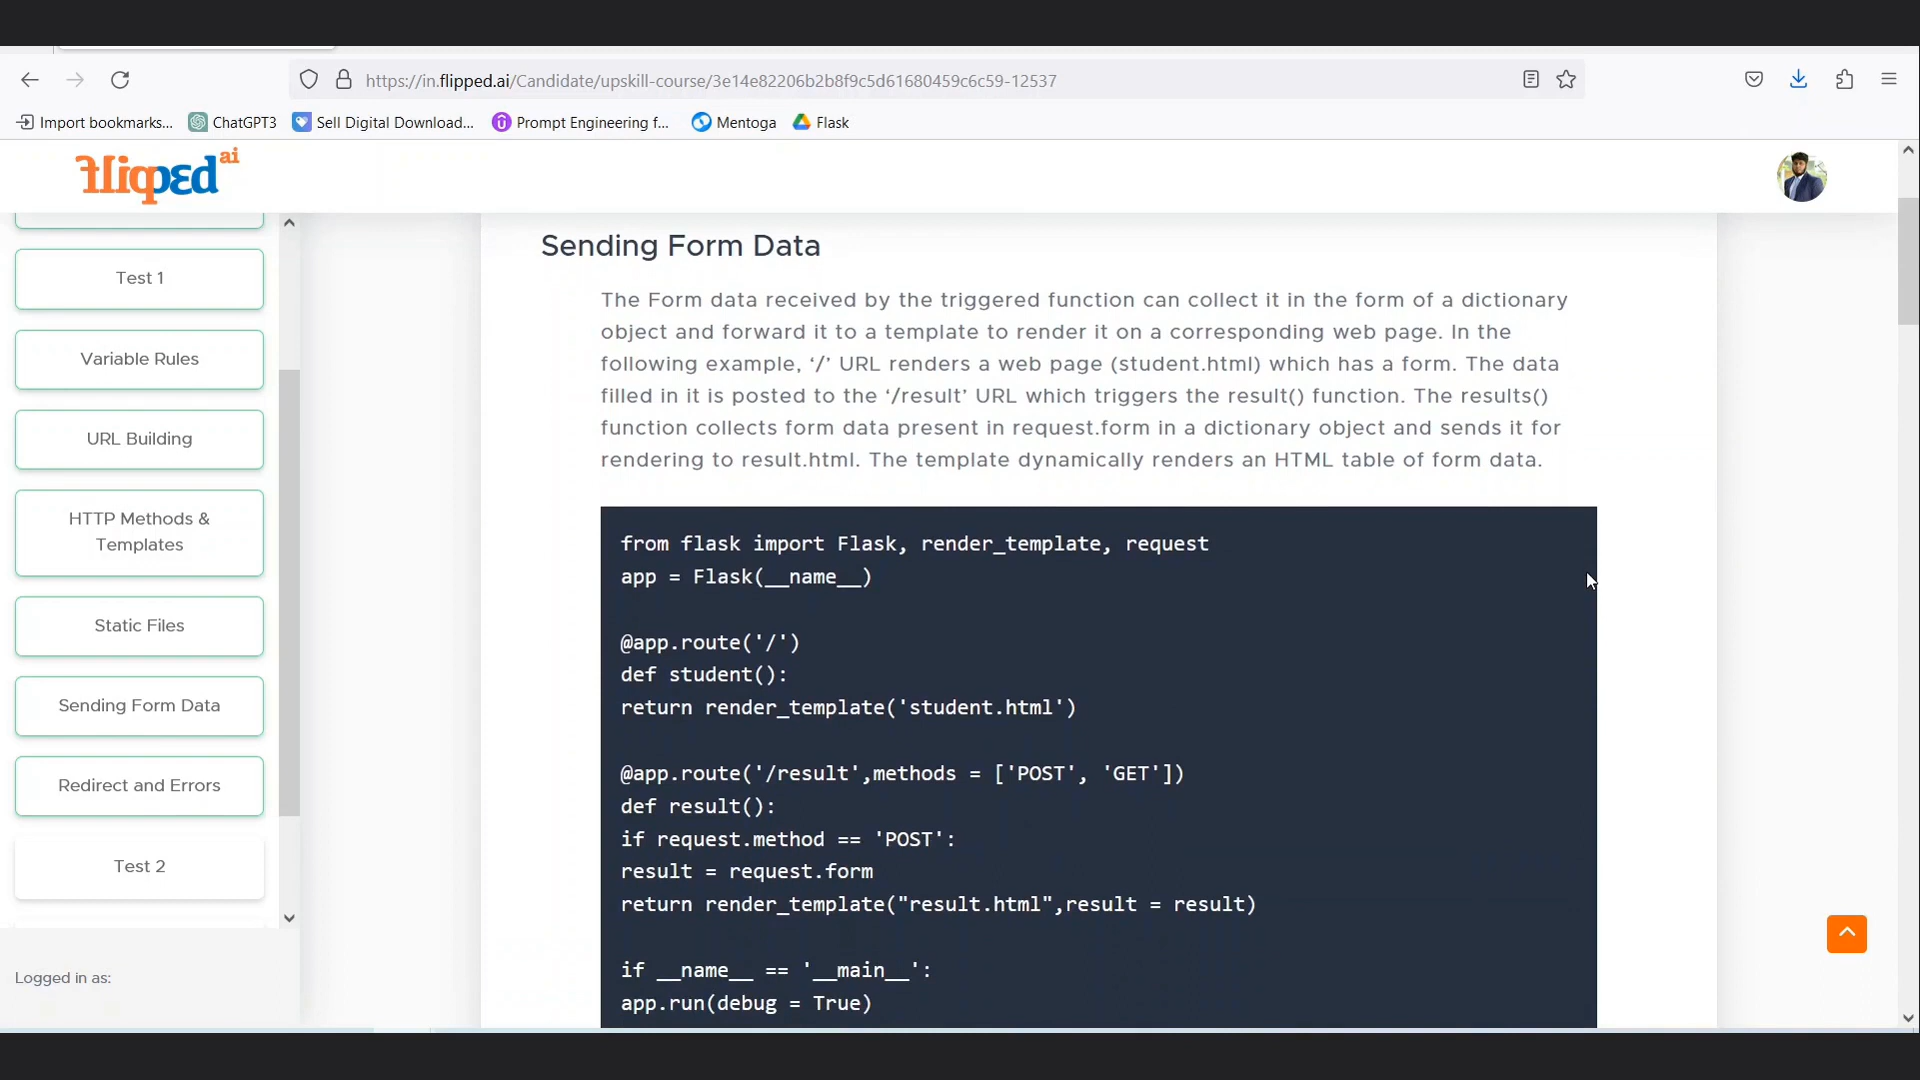 https://in.flipped.ai/Candidate/upskill-course/3e14e82206b2b8f9c5d61680459c6c59-12537
Import bookmarks... ChatGPT3 Sell Digital Download... Prompt Engineering f... Mentoga Flask
flipped ai
Test 1
Variable Rules
URL Building
HTTP Methods &
Templates
Static Files
Sending Form Data
Redirect and Errors
Test 2
Logged in as:
Sending Form Data
The Form data received by the triggered function can collect it in the form of a dictionary
object and forward it to a template to render it on a corresponding web page. In the
following example, ‘/’ URL renders a web page (student.html) which has a form. The data
filled in it is posted to the ‘/result’ URL which triggers the result() function. The results()
function collects form data present in request.form in a dictionary object and sends it for
rendering to result.html. The template dynamically renders an HTML table of form data.
from flask import Flask, render_template, request
app = Flask(__name__)
@app.route('/')
def student():
return render_template('student.html')
@app.route('/result',methods = ['POST', 'GET'])
def result():
if request.method == 'POST':
result = request.form
return render_template("result.html",result = result)
if __name__ == '__main__':
app.run(debug = True)